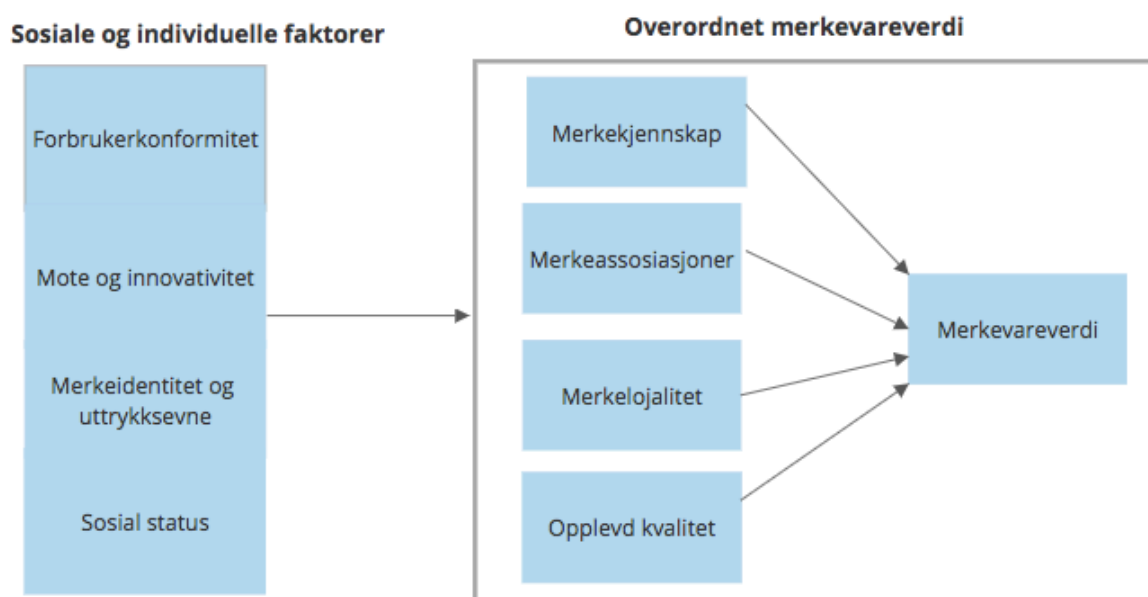 Sosiale og individuelle faktorer
Forbrukerkonformitet
Mote og innovativitet
Merkeidentitet og
uttrykksevne
Sosial status
Overordnet merkevareverdi
Merkekjennskap
Merkeassosiasjoner
Merkelojalitet
Opplevd kvalitet
Merkevareverdi